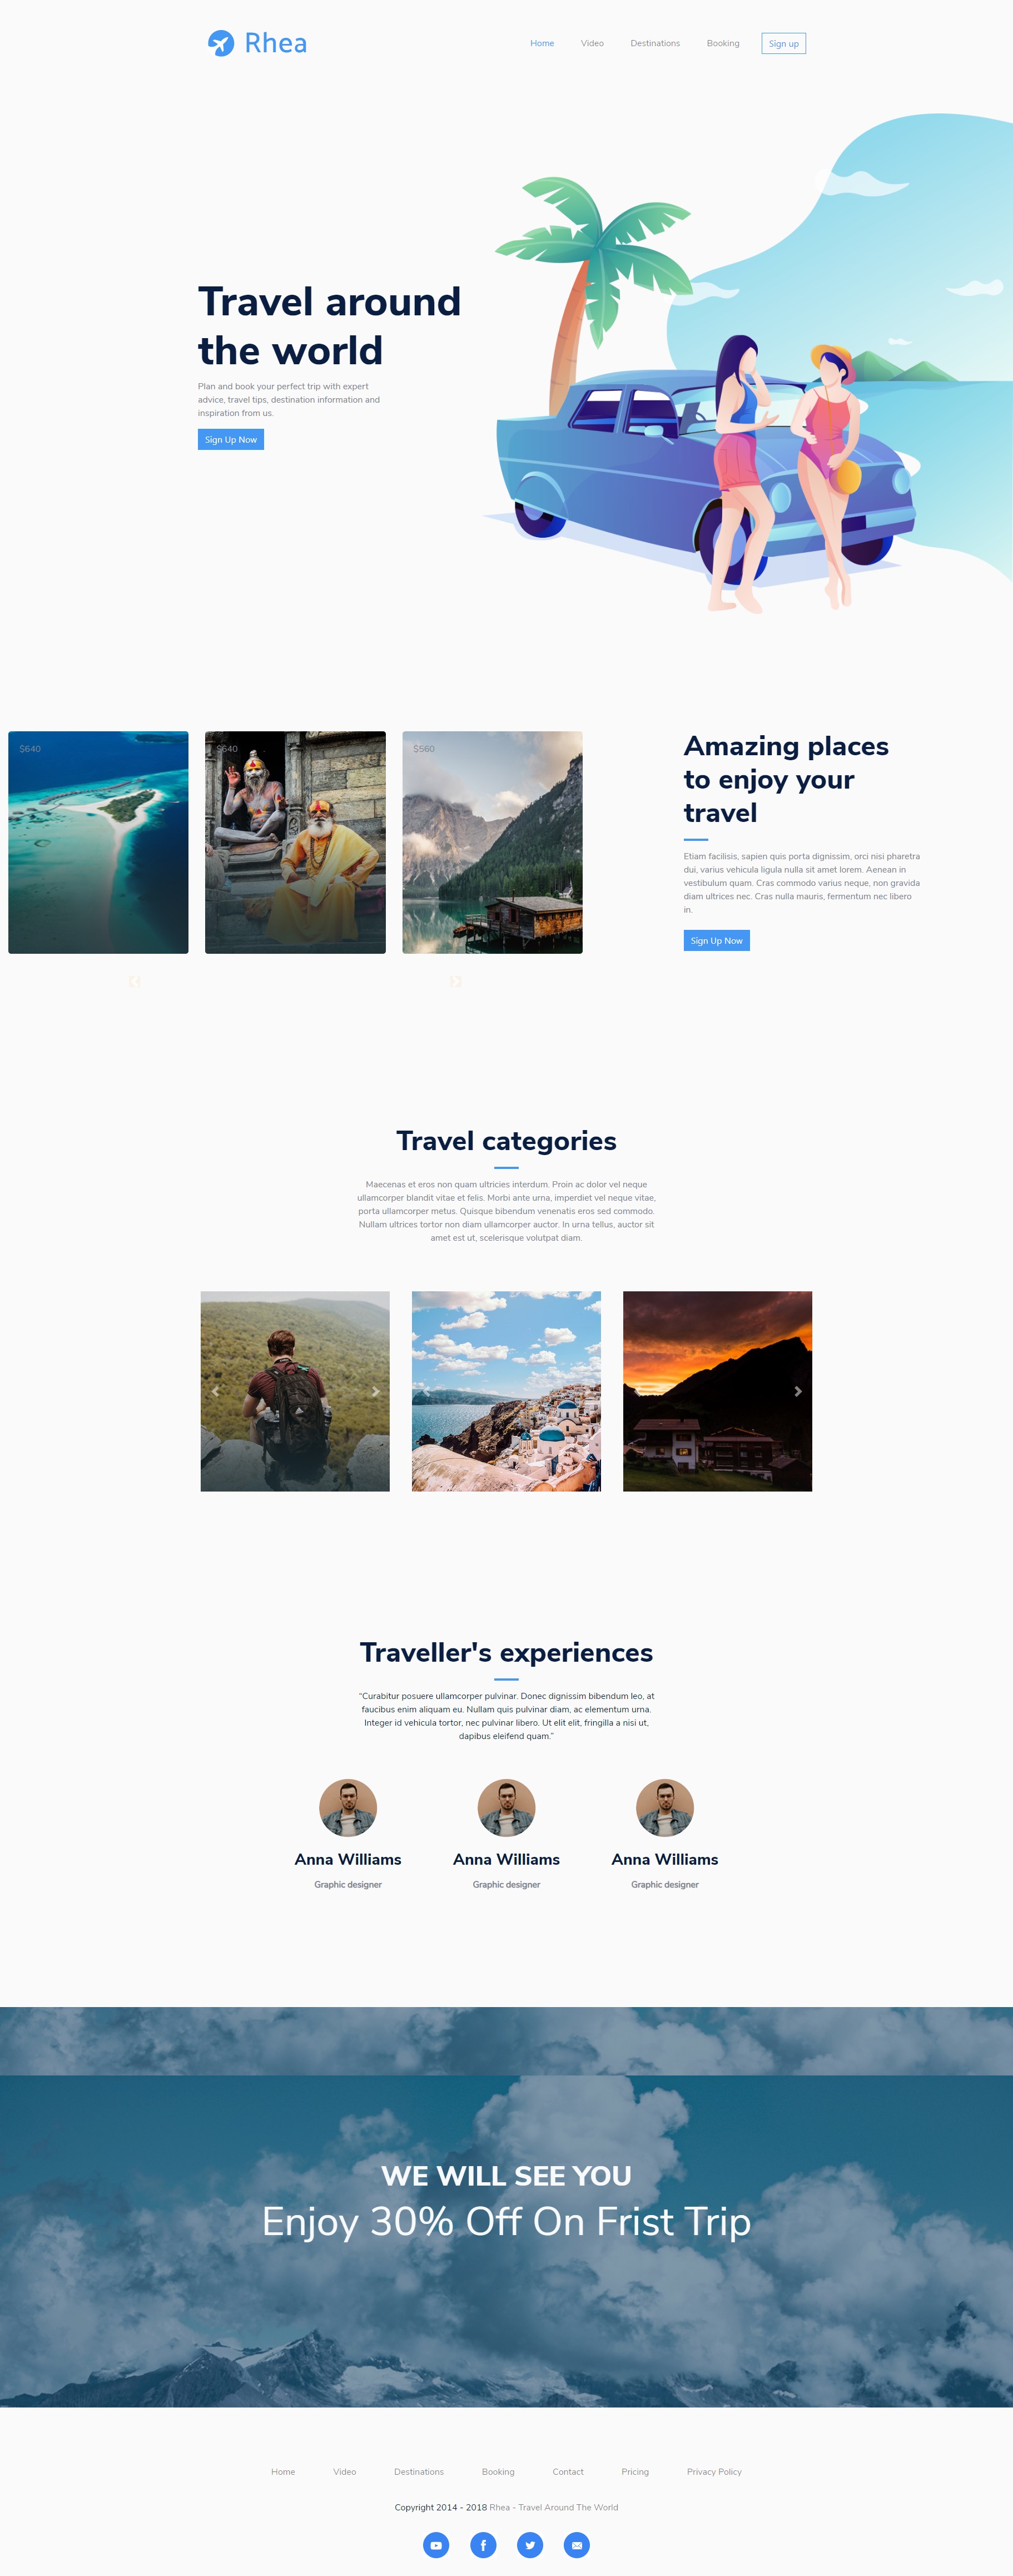 Rhea
Home
Video
Destinations
Booking
Sign up
Travel around
the world
Plan and book your perfect trip with expert
advice, travel tips, destination information and
inspiration from us.
Sign Up Now
$640
$640
$560
Amazing places
to enjoy your
travel
Etiam facilisis, sapien quis porta dignissim, orci nisi pharetra
dui, varius vehicula ligula nulla sit amet lorem. Aenean in
vestibulum quam. Cras commodo varius neque, non gravida
diam ultrices nec. Cras nulla mauris, fermentum nec libero
in.
Sign Up Now
Travel categories
Maecenas et eros non quam ultricies interdum. Proin ac dolor vel neque
ullamcorper blandit vitae et felis. Morbi ante urna, imperdiet vel neque vitae,
porta ullamcorper metus. Quisque bibendum venenatis eros sed commodo.
Nullam ultrices tortor non diam ullamcorper auctor. In urna tellus, auctor sit
amet est ut, scelerisque volutpat diam.
Traveller's experiences
“Curabitur posuere ullamcorper pulvinar. Donec dignissim bibendum leo, at
faucibus enim aliquam eu. Nullam quis pulvinar diam, ac elementum urna.
Integer id vehicula tortor, nec pulvinar libero. Ut elit elit, fringilla a nisi ut,
dapibus eleifend quam.”
Anna Williams
Graphic designer
Anna Williams
Graphic designer
Anna Williams
Graphic designer
WE WILL SEE YOU
Enjoy 30% Off On Frist Trip
Home
Video
Destinations
Booking
Contact
Pricing
Privacy Policy
Copyright 2014 - 2018 Rhea - Travel Around The World